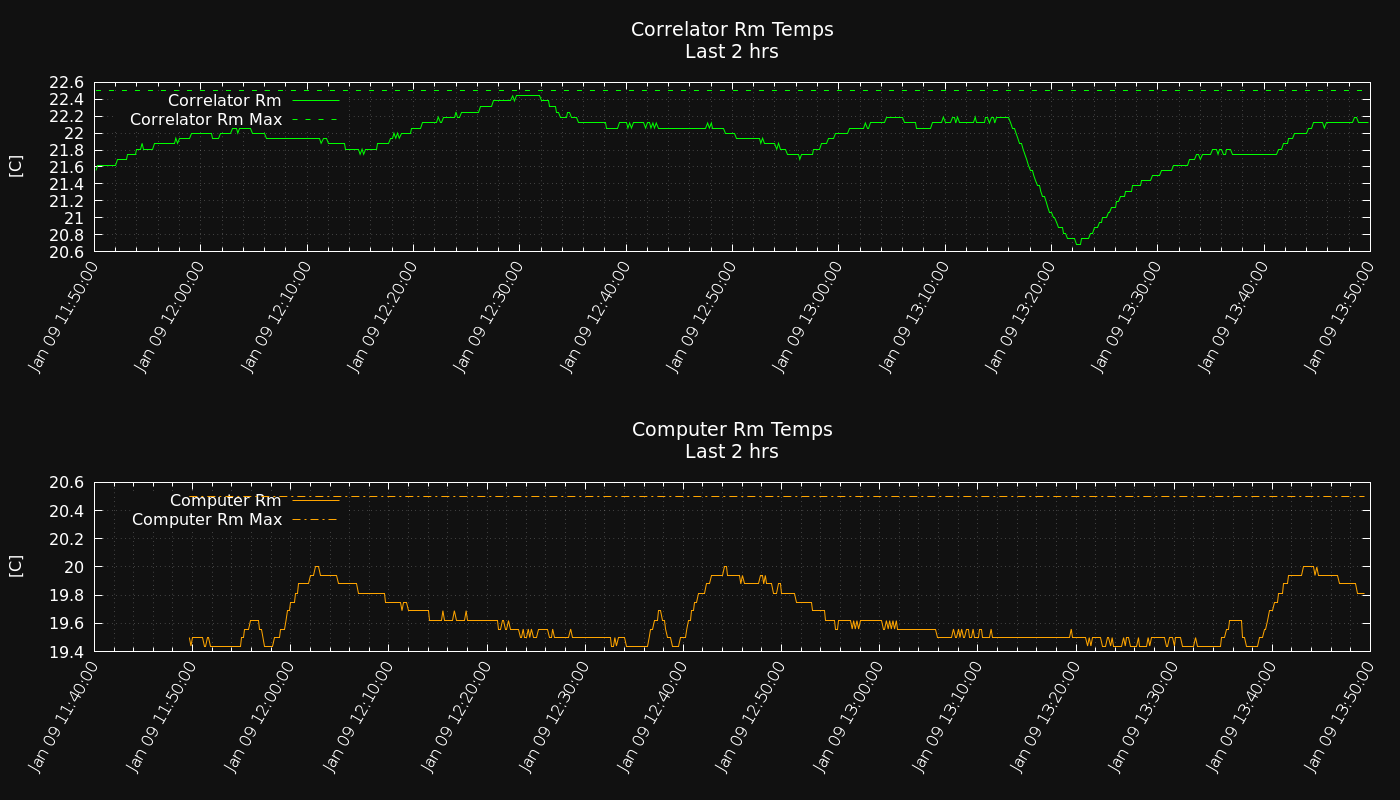 Correlator Rm Temps
Last 2 hrs
22.6
22.4
22.2
22
21.8
21.6
21.4
21.2
21
20.8
20.6
[C]
Correlator Rm
Correlator Rm Max
Jan 09 11:50:00
Jan 09 12:00:00
Jan 09 12:10:00
Jan 09 12:20:00
Jan 09 12:30:00
Jan 09 12:40:00
Jan 09 12:50:00
Jan 09 13:00:00
Jan 09 13:10:00
Jan 09 13:20:00
Jan 09 13:30:00
Jan 09 13:40:00
Jan 09 13:50:00
Computer Rm Temps
Last 2 hrs
20.6
20.4
20.2
20
19.8
19.6
19.4
[C]
Computer Rm
Computer Rm Max
Jan 09 11:40:00
Jan 09 11:50:00
Jan 09 12:00:00
Jan 09 12:10:00
Jan 09 12:20:00
Jan 09 12:30:00
Jan 09 12:40:00
Jan 09 12:50:00
Jan 09 13:00:00
Jan 09 13:10:00
Jan 09 13:20:00
Jan 09 13:30:00
Jan 09 13:40:00
Jan 09 13:50:00